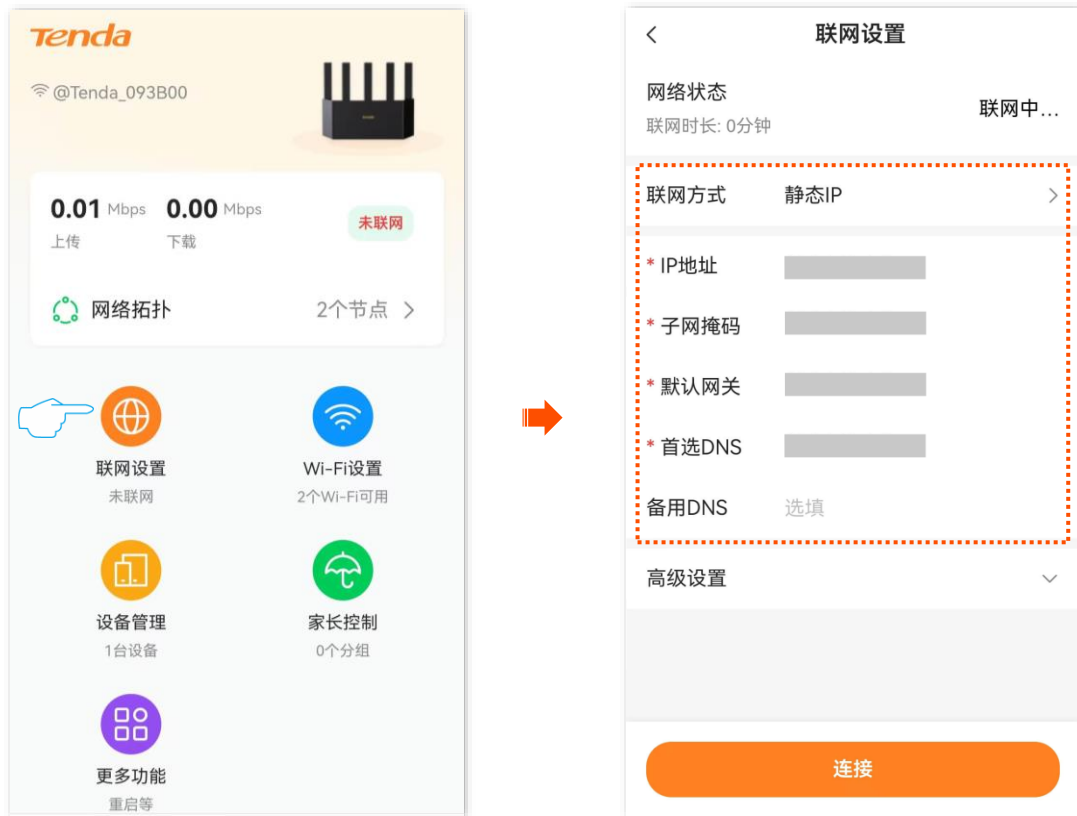 Tenda
@Tenda_093B00
0.01 Mbps 0.00 Mbps
上传 下载
未联网
网络拓扑 2个节点
联网设置 Wi-Fi设置
未联网 2个Wi-Fi可用
设备管理 家长控制
1台设备 0个分组
更多功能
重启等
联网设置
网络状态
联网时长: 0分钟
联网中...
联网方式 静态IP
* IP地址
* 子网掩码
* 默认网关
* 首选DNS
备用DNS 选填
高级设置
连接